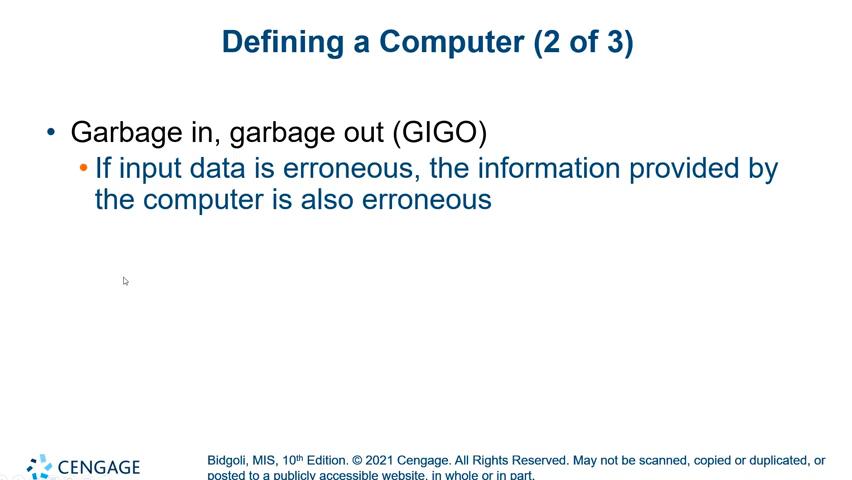 Defining a Computer (2 of 3)
• Garbage in, garbage out (GIGO)
• If input data is erroneous, the information provided by
the computer is also erroneous
CENGAGE
Bidgoli, MIS, 10th Edition. © 2021 Cengage. All Rights Reserved. May not be scanned, copied or duplicated, or
posted to a publicly accessible website, in whole or in part.